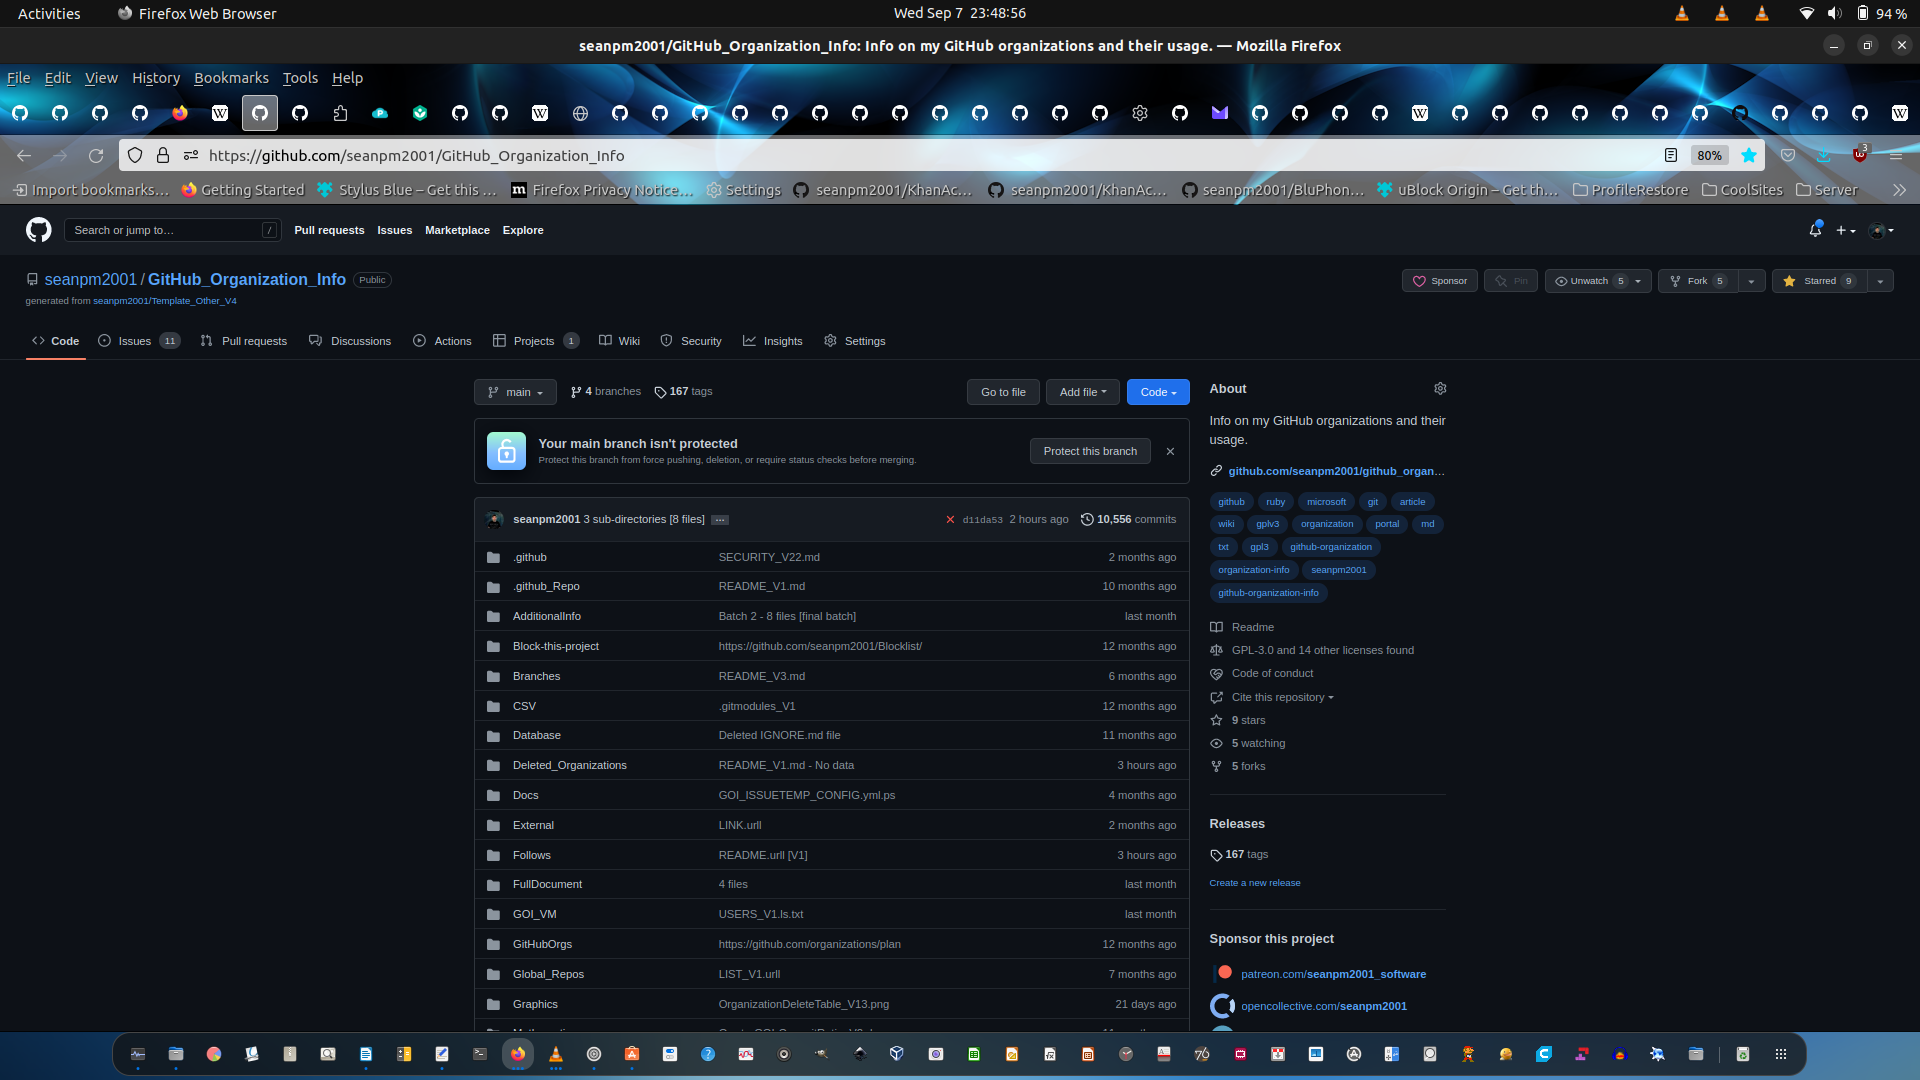 Activities Firefox Web Browser Wed Sep 7 23:48:56 94 %
seanpm2001/GitHub_Organization_Info: Info on my GitHub organizations and their usage. — Mozilla Firefox
File Edit View History Bookmarks Tools Help
https://github.com/seanpm2001/GitHub_Organization_Info 80% 3
Import bookmarks… Getting Started Stylus Blue – Get this … Firefox Privacy Notice… Settings seanpm2001/KhanAc… seanpm2001/KhanAc… seanpm2001/BluPhon… uBlock Origin – Get th… ProfileRestore CoolSites Server
Search or jump to… / Pull requests Issues Marketplace Explore
seanpm2001 / GitHub_Organization_Info Public Sponsor Pin Unwatch 5 Fork 5 Starred 9
generated from seanpm2001/Template_Other_V4
Code Issues 11 Pull requests Discussions Actions Projects 1 Wiki Security Insights Settings
main 4 branches 167 tags Go to file Add file Code
Your main branch isn't protected
Protect this branch from force pushing, deletion, or require status checks before merging.
Protect this branch
seanpm2001 3 sub-directories [8 files] … d11da53 2 hours ago 10,556 commits
.github SECURITY_V22.md 2 months ago
.github_Repo README_V1.md 10 months ago
AdditionalInfo Batch 2 - 8 files [final batch] last month
Block-this-project https://github.com/seanpm2001/Blocklist/ 12 months ago
Branches README_V3.md 6 months ago
CSV .gitmodules_V1 12 months ago
Database Deleted IGNORE.md file 11 months ago
Deleted_Organizations README_V1.md - No data 3 hours ago
Docs GOI_ISSUETEMP_CONFIG.yml.ps 4 months ago
External LINK.urll 2 months ago
Follows README.urll [V1] 3 hours ago
FullDocument 4 files last month
GOI_VM USERS_V1.ls.txt last month
GitHubOrgs https://github.com/organizations/plan 12 months ago
Global_Repos LIST_V1.urll 7 months ago
Graphics OrganizationDeleteTable_V13.png 21 days ago
About
Info on my GitHub organizations and their
usage.
github.com/seanpm2001/github_organ…
github ruby microsoft git article
wiki gplv3 organization portal md
txt gpl3 github-organization
organization-info seanpm2001
github-organization-info
Readme
GPL-3.0 and 14 other licenses found
Code of conduct
Cite this repository
9 stars
5 watching
5 forks
Releases
167 tags
Create a new release
Sponsor this project
patreon.com/seanpm2001_software
opencollective.com/seanpm2001